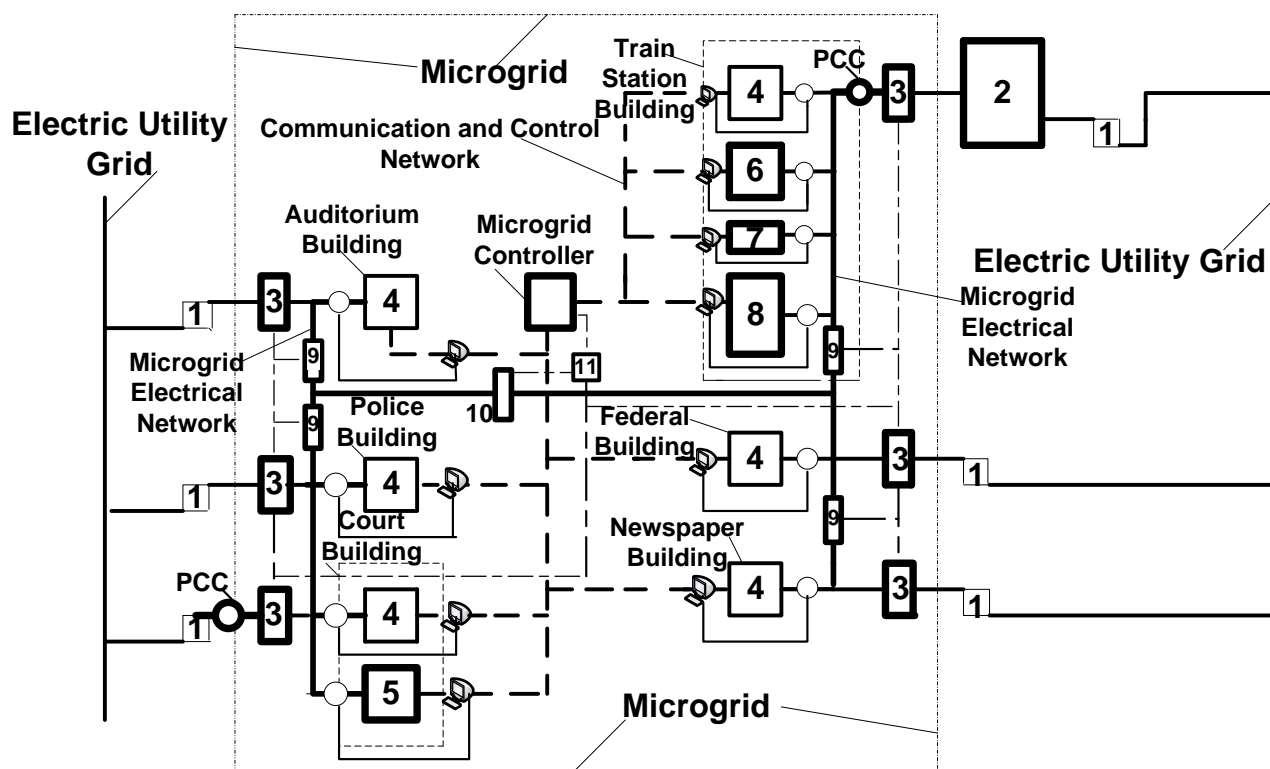 Microgrid
Train
Station
Building
PCC
4
3
2
1
Electric Utility
Grid
Communication and Control
Network
6
Auditorium
Building
Microgrid
Controller
7
Electric Utility Grid
1
3
4
8
Microgrid
Electrical
Network
Microgrid
Electrical
Network
9
9
11
10
9
Police
Building
Federal
Building
1
3
4
4
3
1
Court
Building
9
Newspaper
Building
PCC
1
3
4
4
3
1
5
Microgrid